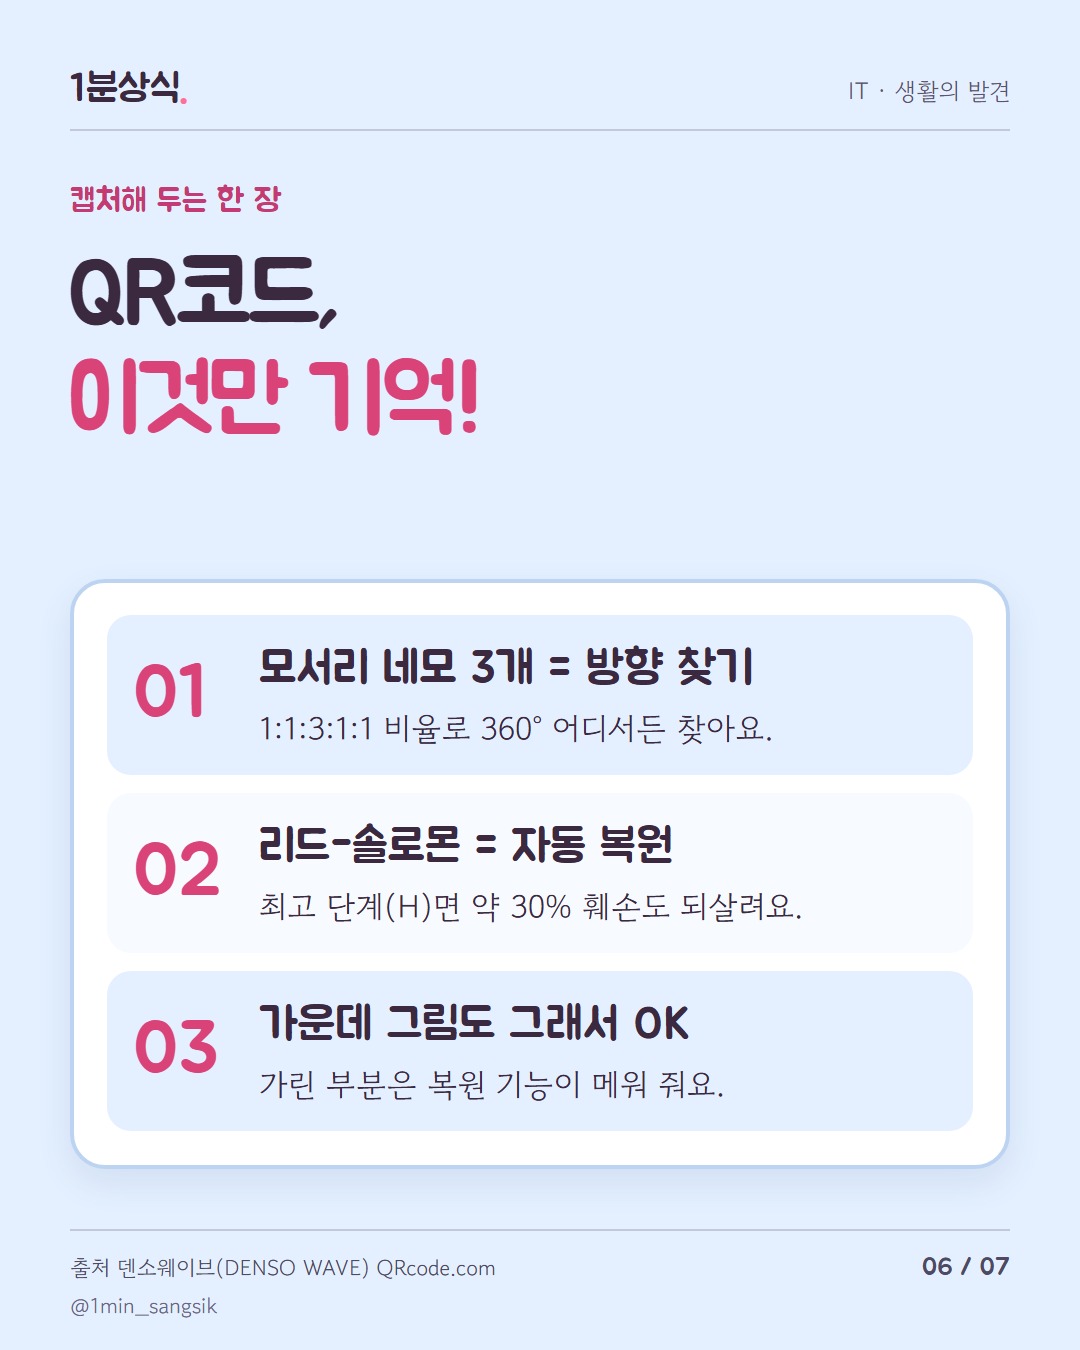 1분상식.
IT · 생활의 발견
캡처해 두는 한 장
QR코드,
이것만 기억!
01
모서리 네모 3개 = 방향 찾기
1:1:3:1:1 비율로 360° 어디서든 찾아요.
02
리드-솔로몬 = 자동 복원
최고 단계(H)면 약 30% 훼손도 되살려요.
03
가운데 그림도 그래서 OK
가린 부분은 복원 기능이 메워 줘요.
출처 덴소웨이브(DENSO WAVE) QRcode.com
06 / 07
@1min_sangsik